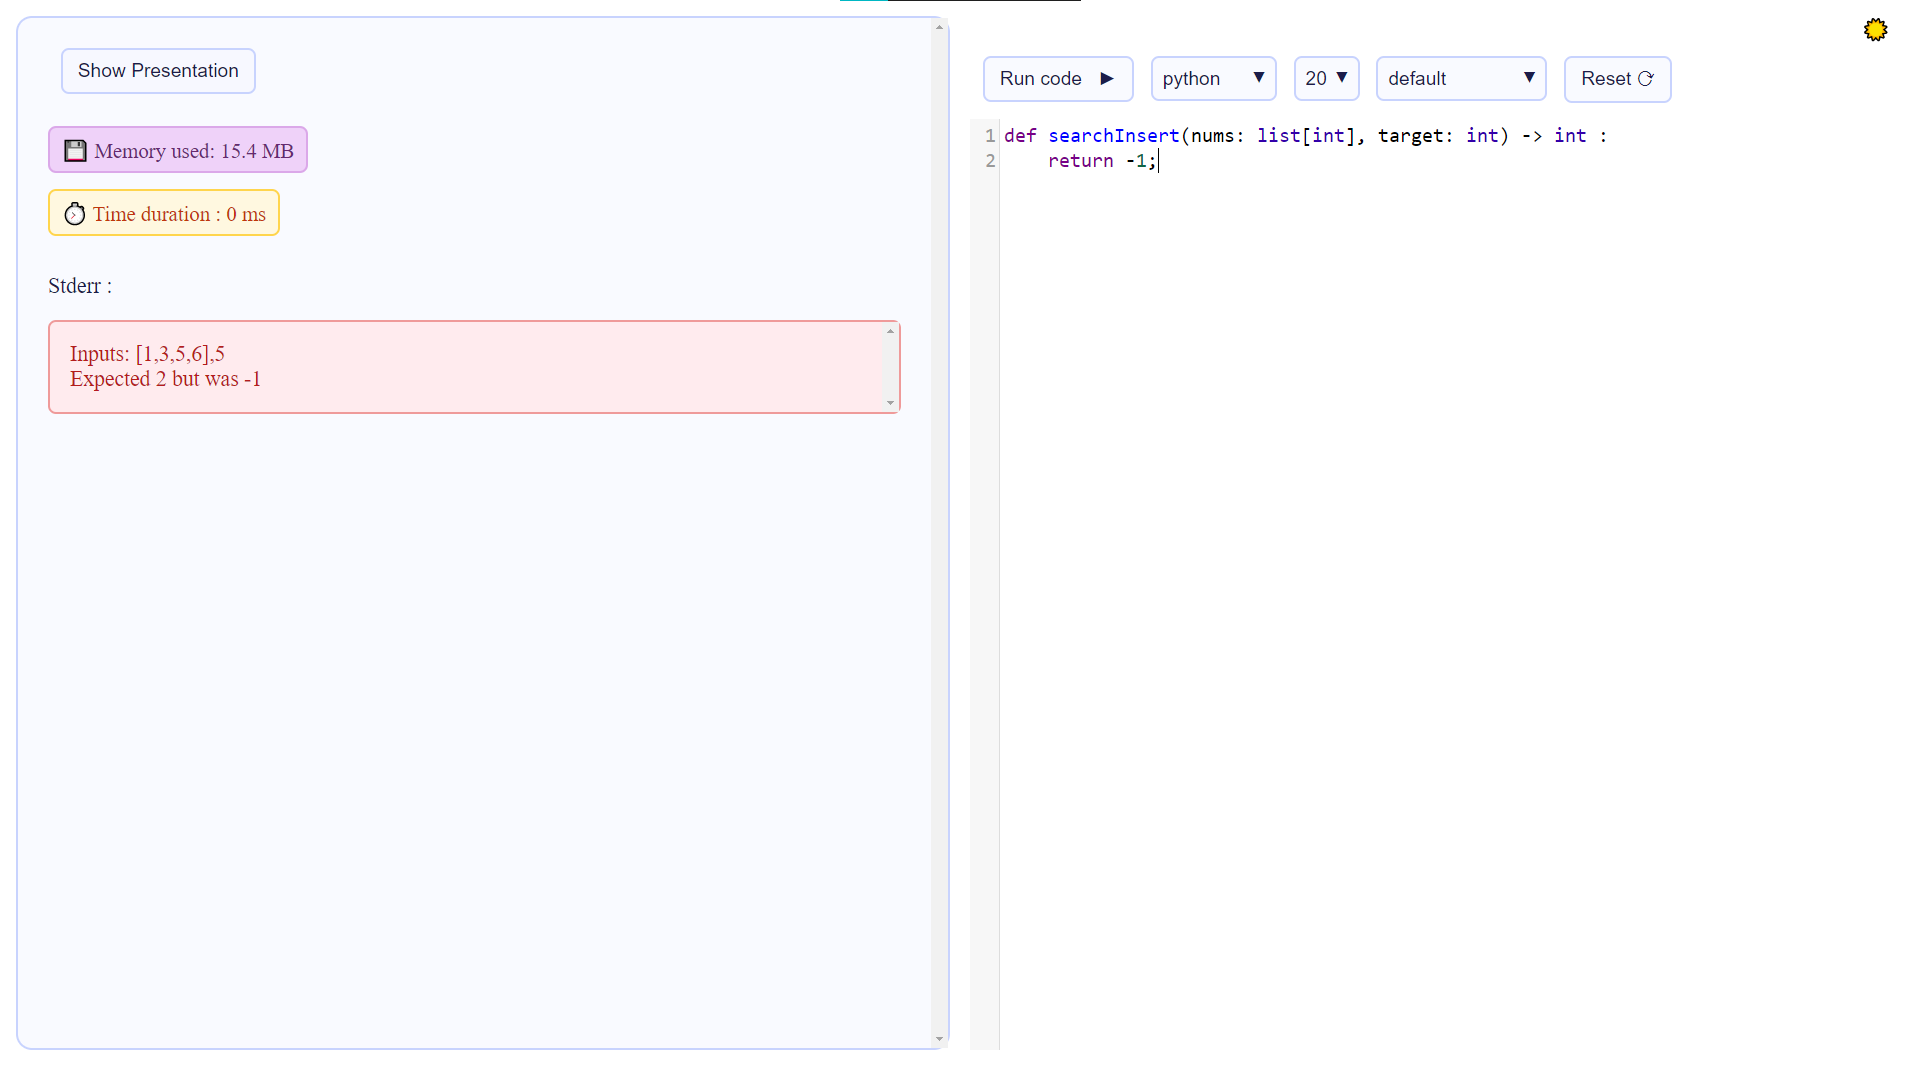 Show Presentation
Memory used: 15.4 MB
Time duration : 0 ms
Stderr :
Inputs: [1,3,5,6],5
Expected 2 but was -1
Run code ▶ python ▼ 20 ▼ default ▼ Reset ⟳
1 def searchInsert(nums: list[int], target: int) -> int :
2     return -1;